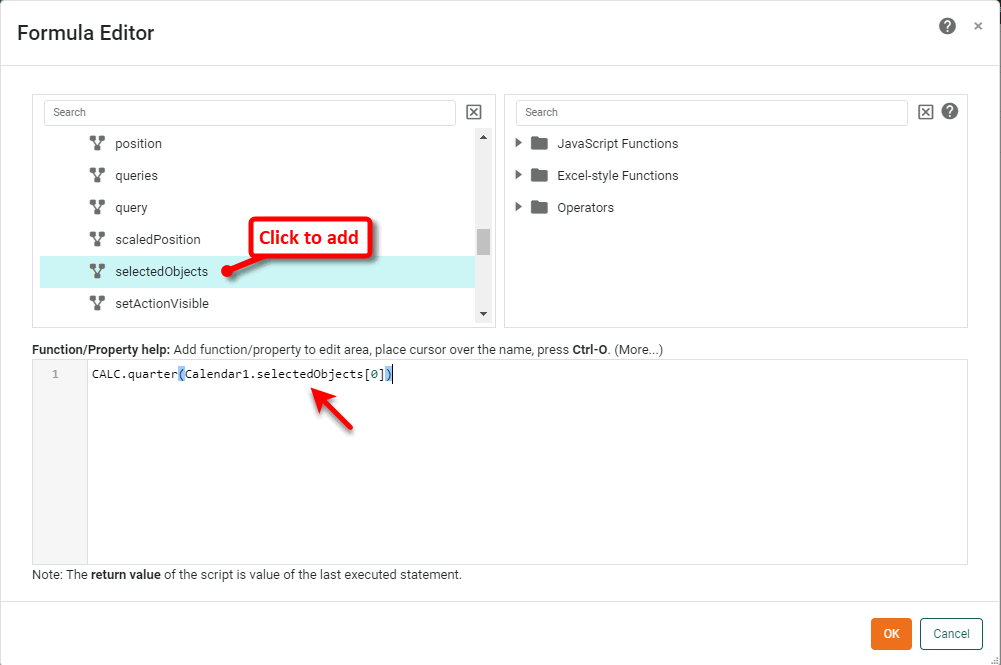 Formula Editor
Search
position
queries
query
scaledPosition
Click to add
selectedObjects
setActionVisible
Search
JavaScript Functions
Excel-style Functions
Operators
Function/Property help: Add function/property to edit area, place cursor over the name, press Ctrl-O. (More...)
1 CALC.quarter(Calendar1.selectedObjects[0])
Note: The return value of the script is value of the last executed statement.
OK Cancel